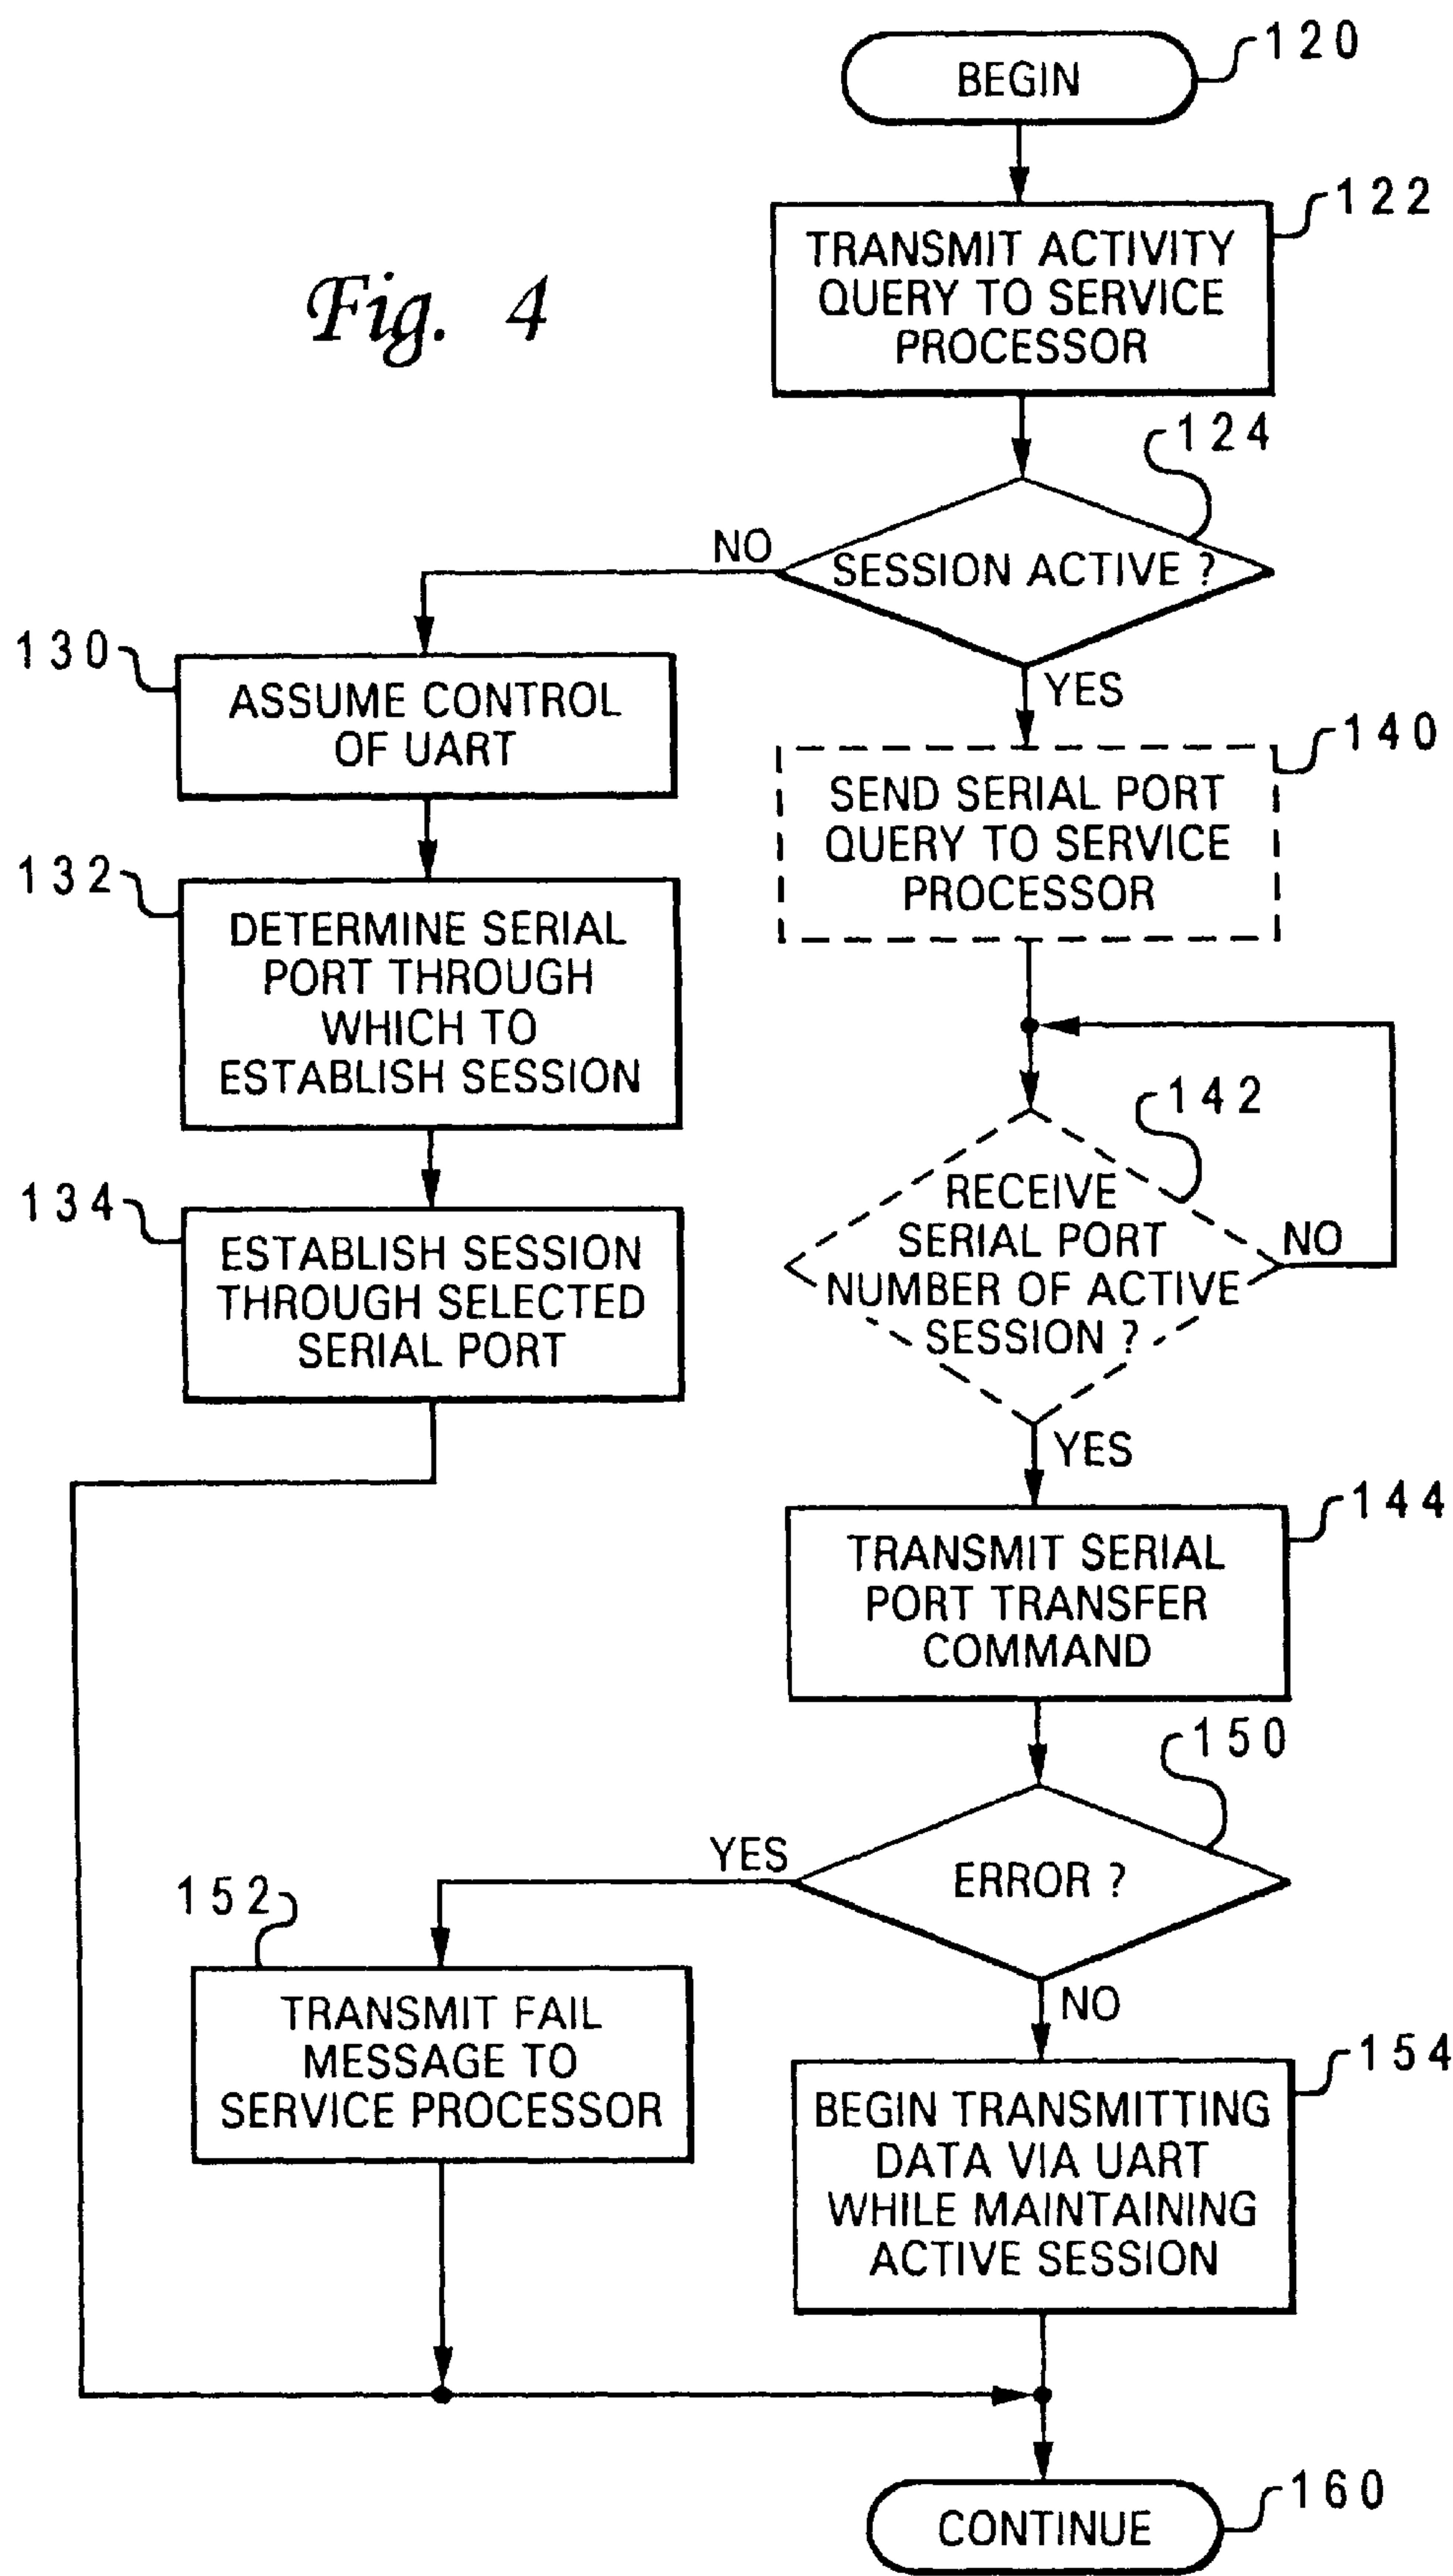 Fig. 4
BEGIN
120
TRANSMIT ACTIVITY
QUERY TO SERVICE
PROCESSOR
122
SESSION ACTIVE ?
124
NO
YES
130
ASSUME CONTROL
OF UART
132
DETERMINE SERIAL
PORT THROUGH
WHICH TO
ESTABLISH SESSION
134
ESTABLISH SESSION
THROUGH SELECTED
SERIAL PORT
SEND SERIAL PORT
QUERY TO SERVICE
PROCESSOR
140
RECEIVE
SERIAL PORT
NUMBER OF ACTIVE
SESSION ?
142
NO
YES
TRANSMIT SERIAL
PORT TRANSFER
COMMAND
144
ERROR ?
150
YES
NO
152
TRANSMIT FAIL
MESSAGE TO
SERVICE PROCESSOR
BEGIN TRANSMITTING
DATA VIA UART
WHILE MAINTAINING
ACTIVE SESSION
154
CONTINUE
160